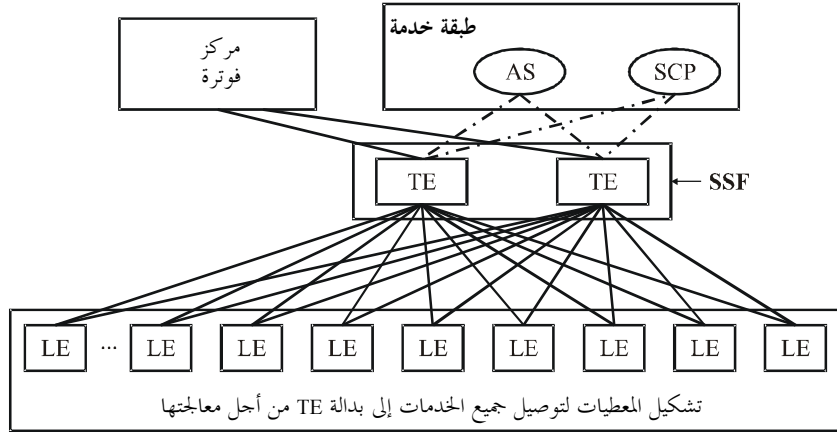 مركز
فوترة
طبقة خدمة
AS
SCP
TE
TE
SSF
LE ... LE LE LE LE LE LE LE LE
تشكيل المعطيات لتوصيل جميع الخدمات إلى بدالة TE من أجل معالجتها